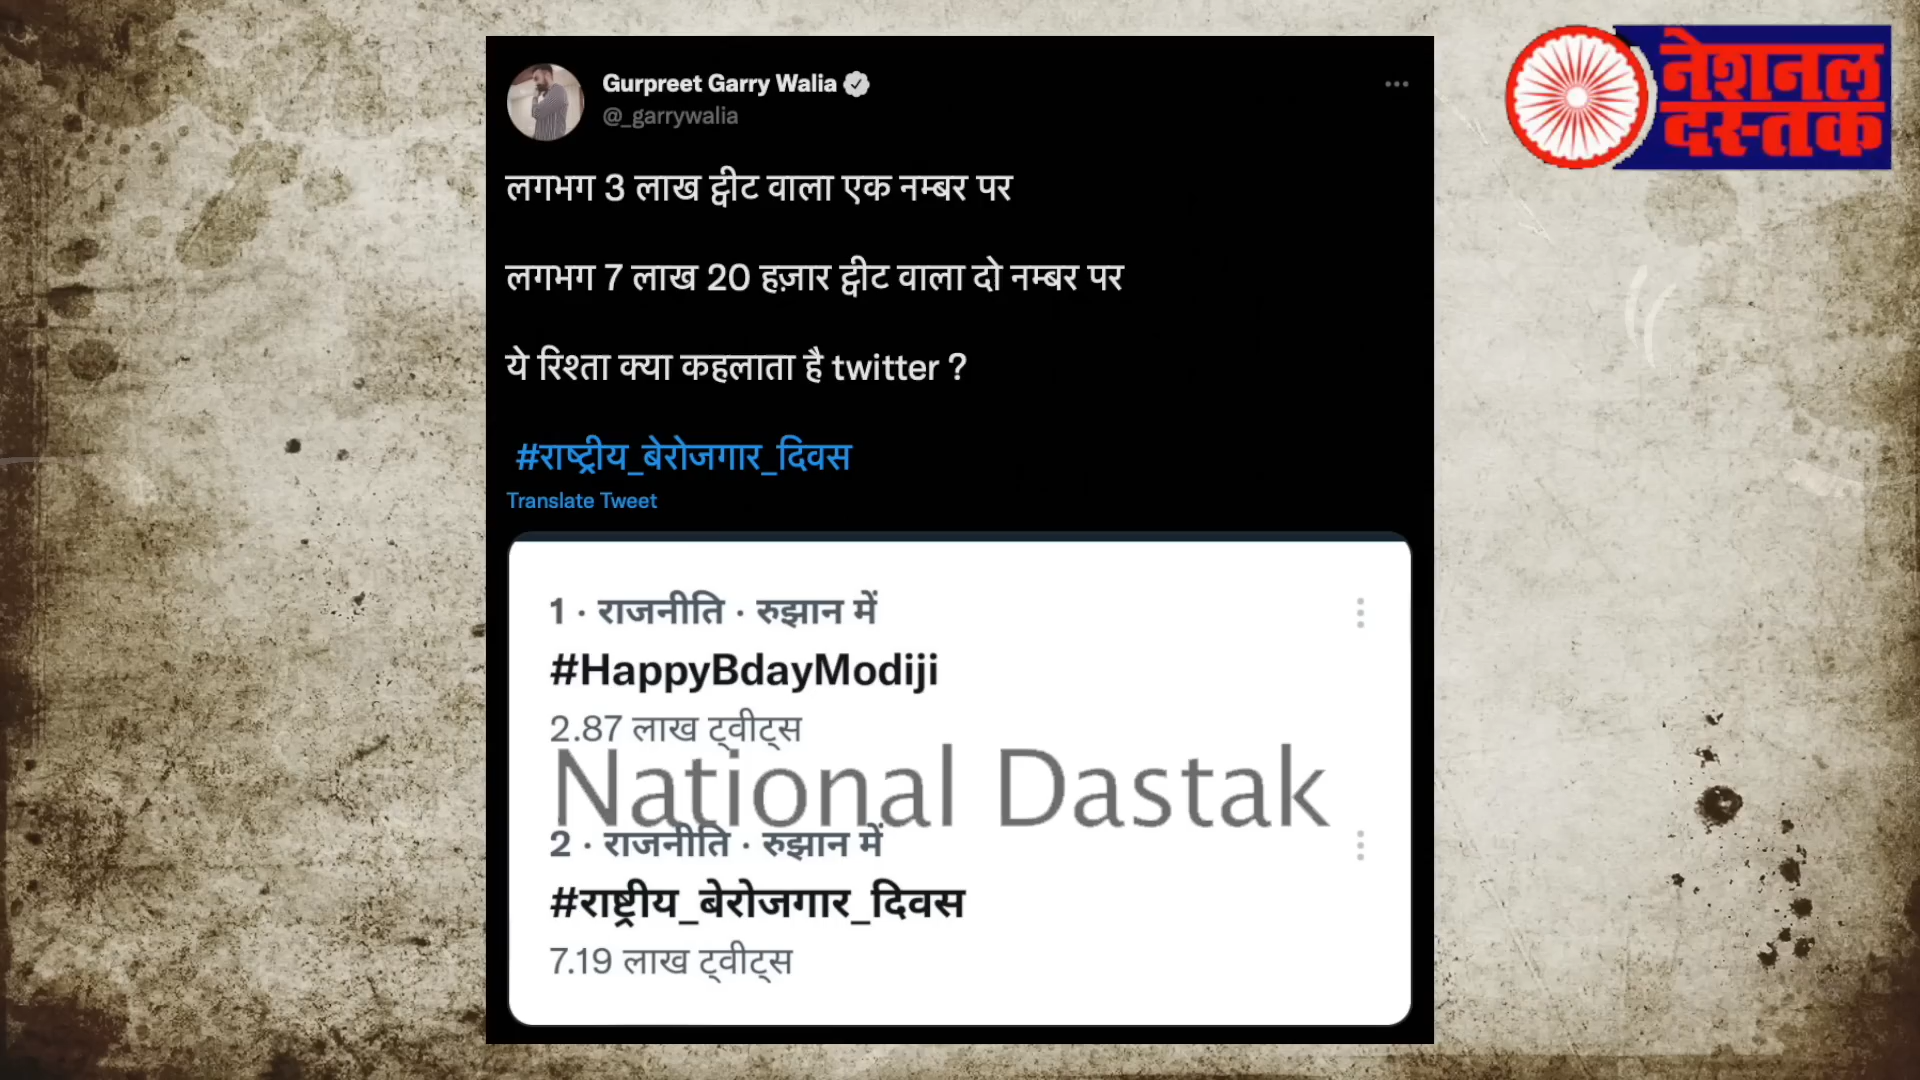 नेशनल
दस्तक
Gurpreet Garry Walia
@_garrywalia
लगभग 3 लाख ट्वीट वाला एक नम्बर पर
लगभग 7 लाख 20 हज़ार ट्वीट वाला दो नम्बर पर
ये रिश्ता क्या कहलाता है twitter ?
#राष्ट्रीय_बेरोजगार_दिवस
Translate Tweet
1 · राजनीति · रुझान में
#HappyBdayModiji
2.87 लाख ट्वीट्स
National Dastak
2 · राजनीति · रुझान में
#राष्ट्रीय_बेरोजगार_दिवस
7.19 लाख ट्वीट्स